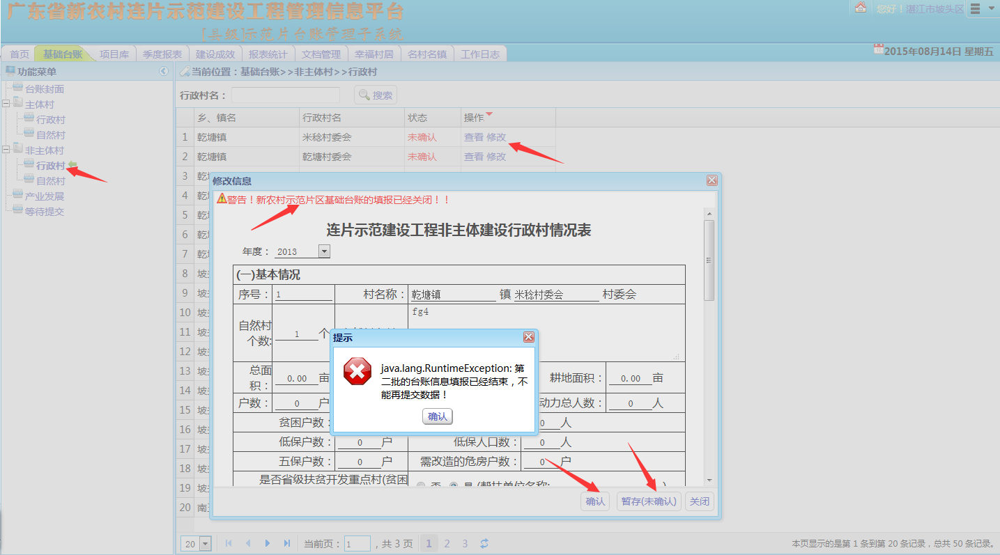 广东省新农村连片示范建设工程管理信息平台
[县级]示范片台账管理子系统
您好！湛江市坡头区
首页 基础台账 项目库 季度报表 建设成效 报表统计 文档管理 幸福村居 名村名镇 工作日志
2015年08月14日 星期五
功能菜单
台账封面
主体村
行政村
自然村
非主体村
行政村
自然村
产业发展
等待提交
当前位置：基础台账>>非主体村>>行政村
行政村名： 搜索
乡、镇名 行政村名 状态 操作
1 乾塘镇 米稔村委会 未确认 查看 修改
2 乾塘镇 乾塘村委会 未确认 查看 修改
3 乾
4 乾
5 乾
6 乾
7 乾
8 坡
9 坡
10 坡
11 坡
12 坡
13 坡
14 坡
15 坡
16 坡
17 坡
18 坡
19 坡
20 南
修改信息
警告！新农村示范片区基础台账的填报已经关闭！！
连片示范建设工程非主体建设行政村情况表
年度： 2013
(一)基本情况
序号： 1 村名称： 乾塘镇 镇 米稔村委会 村委会
自然村个数: 1 个 fg4
总面积： 0.00 亩 耕地面积： 0.00 亩
户数： 0 户 动力总人数： 0 人
贫困户数： 0 人
低保户数： 0 户 低保人口数： 0 人
五保户数： 0 户 需改造的危房户数： 0 户
是否省级扶贫开发重点村(贫困 否 是 (帮扶单位名称: )
确认 暂存(未确认) 关闭
提示
java.lang.RuntimeException: 第
二批的台账信息填报已经结束，不
能再提交数据！
确认
20 当前页： 1 ，共 3 页 1 2 3
本页显示的是第 1 条到第 20 条记录，总共 50 条记录。